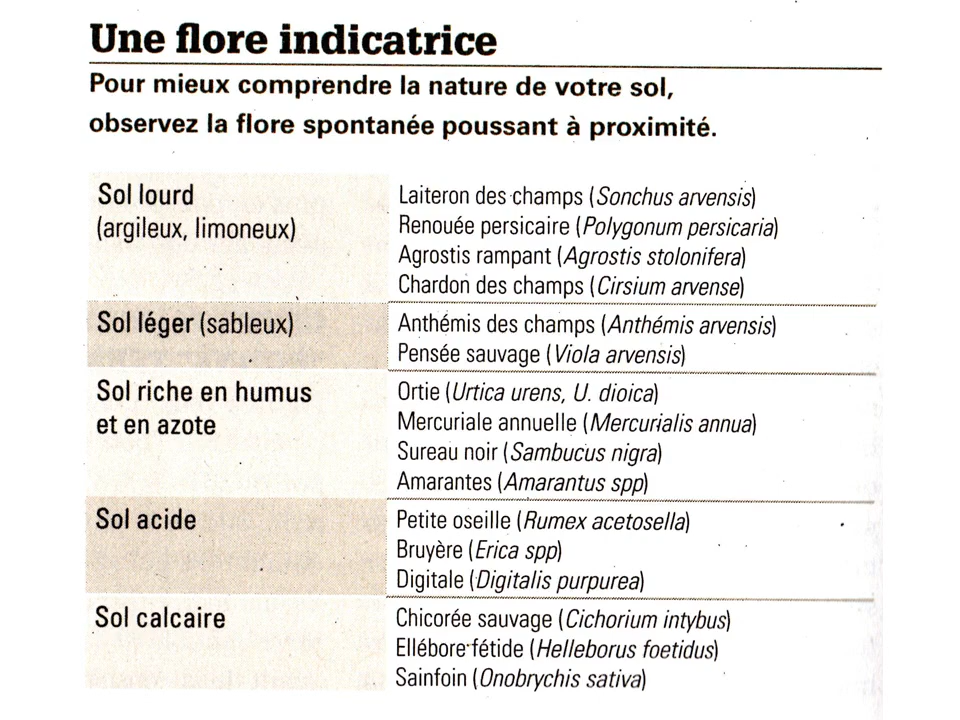 Une flore indicatrice
Pour mieux comprendre la nature de votre sol,
observez la flore spontanée poussant à proximité.
Sol lourd
(argileux, limoneux)
Laiteron des champs (Sonchus arvensis)
Renouée persicaire (Polygonum persicaria)
Agrostis rampant (Agrostis stolonifera)
Chardon des champs (Cirsium arvense)
Sol léger (sableux)
Anthémis des champs (Anthémis arvensis)
Pensée sauvage (Viola arvensis)
Sol riche en humus
et en azote
Ortie (Urtica urens, U. dioica)
Mercuriale annuelle (Mercurialis annua)
Sureau noir (Sambucus nigra)
Amarantes (Amarantus spp)
Sol acide
Petite oseille (Rumex acetosella)
Bruyère (Erica spp)
Digitale (Digitalis purpurea)
Sol calcaire
Chicorée sauvage (Cichorium intybus)
Ellébore fétide (Helleborus foetidus)
Sainfoin (Onobrychis sativa)